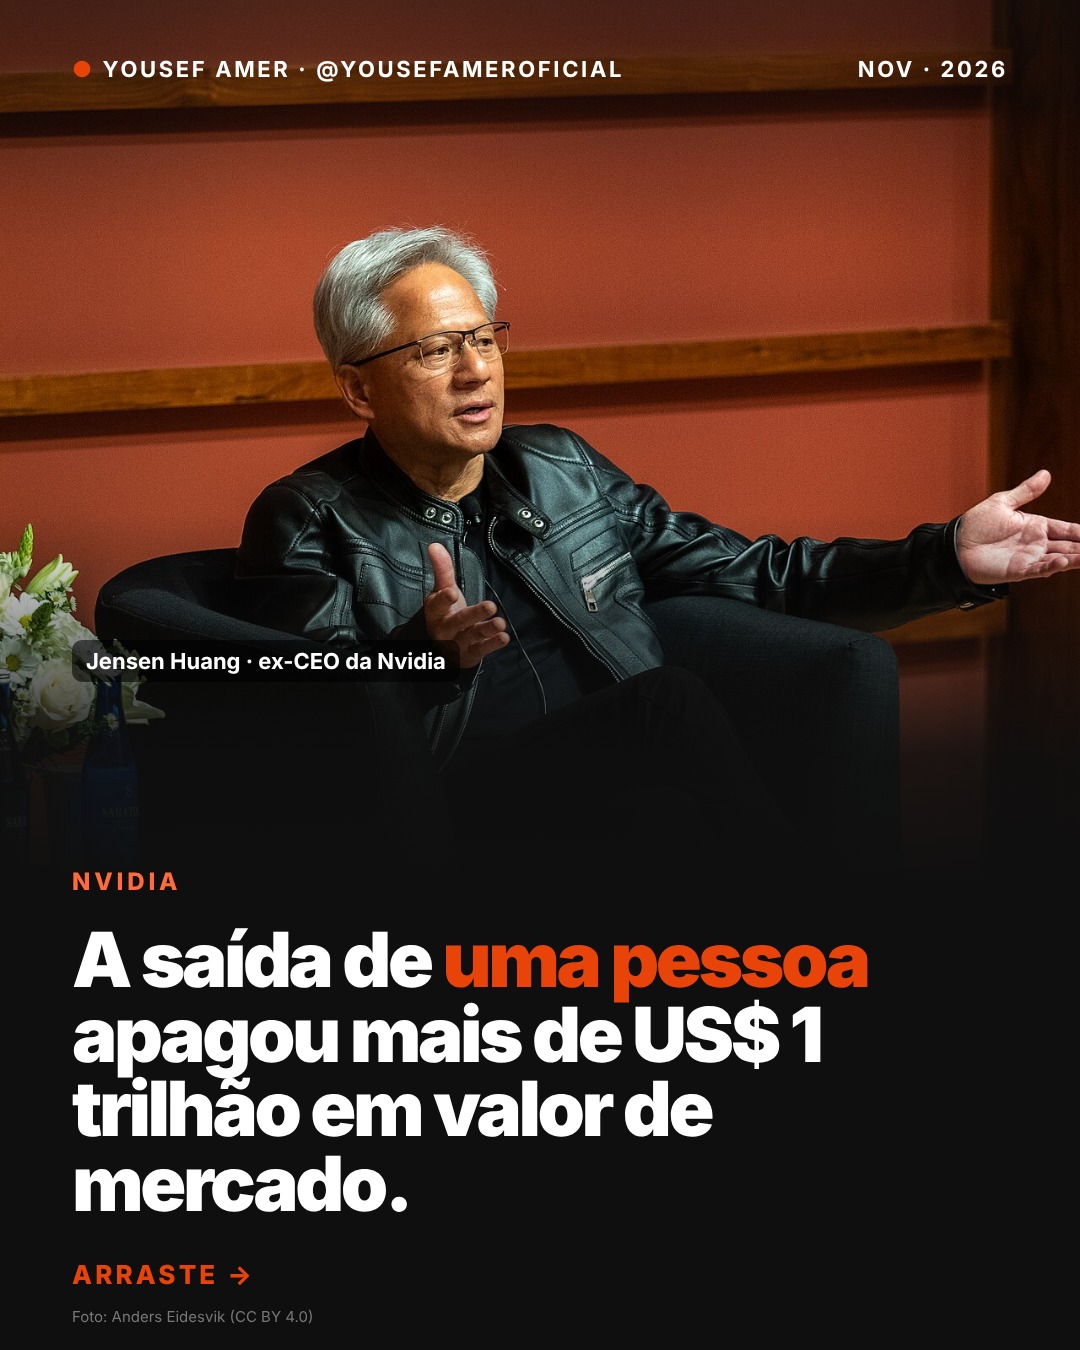 YOUSEF AMER · @YOUSEFAMEROFICIAL
NOV · 2026
Jensen Huang · ex-CEO da Nvidia
NVIDIA
A saída de uma pessoa
apagou mais de US$ 1
trilhão em valor de
mercado.
ARRASTE →
Foto: Anders Eidesvik (CC BY 4.0)